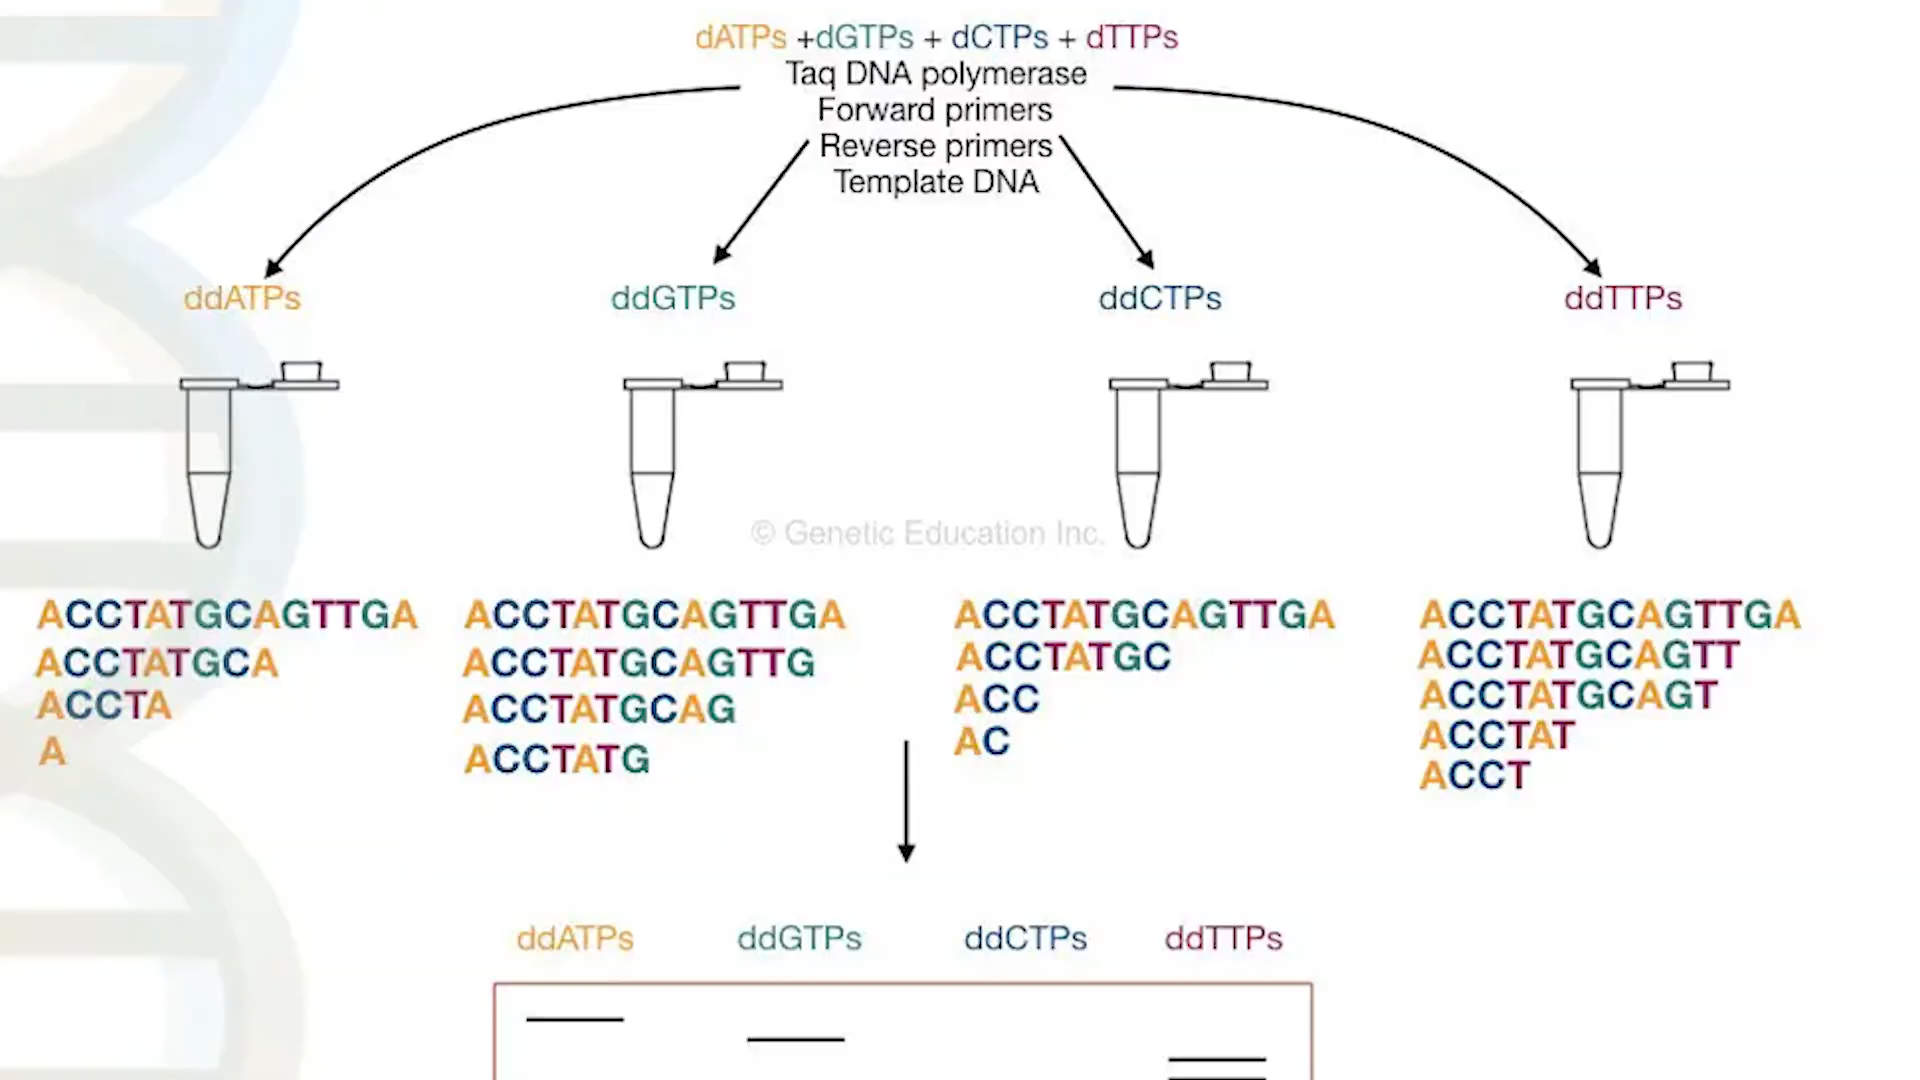 dATPs +dGTPs + dCTPs + dTTPs
Taq DNA polymerase
Forward primers
Reverse primers
Template DNA
ddATPs
ddGTPs
ddCTPs
ddTTPs
© Genetic Education Inc.
ACCTATGCAGTTGA
ACCTATGCA
ACCTA
A
ACCTATGCAGTTGA
ACCTATGCAGTTG
ACCTATGCAG
ACCTATG
ACCTATGCAGTTGA
ACCTATGC
ACC
AC
ACCTATGCAGTTGA
ACCTATGCAGTT
ACCTATGCAGT
ACCTAT
ACCT
ddATPs
ddGTPs
ddCTPs
ddTTPs